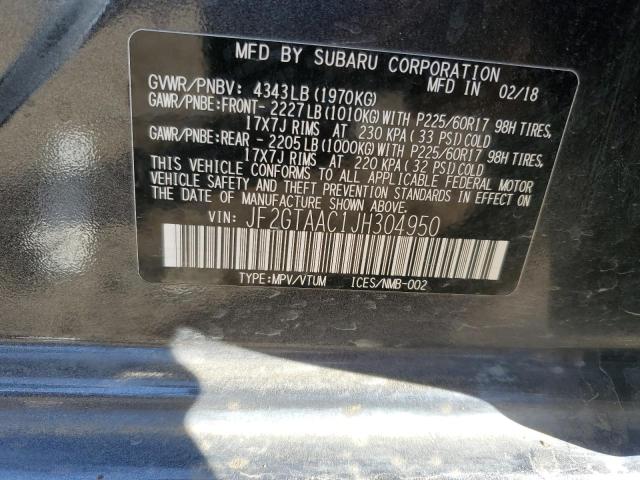 MFD BY SUBARU CORPORATION
MFD IN 02/18
GVWR/PNBV: 4343LB(1970KG)
GAWR/PNBE:FRONT-2227LB(1010KG)WITH P225/60R17 98H TIRES,
17X7J RIMS AT 230 KPA(33 PSI)COLD
GAWR/PNBE:REAR -2205LB(1000KG)WITH P225/60R17 98H TIRES,
17X7J RIMS AT 220 KPA(32 PSI)COLD
THIS VEHICLE CONFORMS TO ALL APPLICABLE FEDERAL MOTOR
VEHICLE SAFETY AND THEFT PREVENTION STANDARDS IN EFFECT ON
THE DATE OF MANUFACTURE SHOWN ABOVE.
VIN: JF2GTAAC1JH304950
TYPE:MPV/VTUM ICES/NMB-002